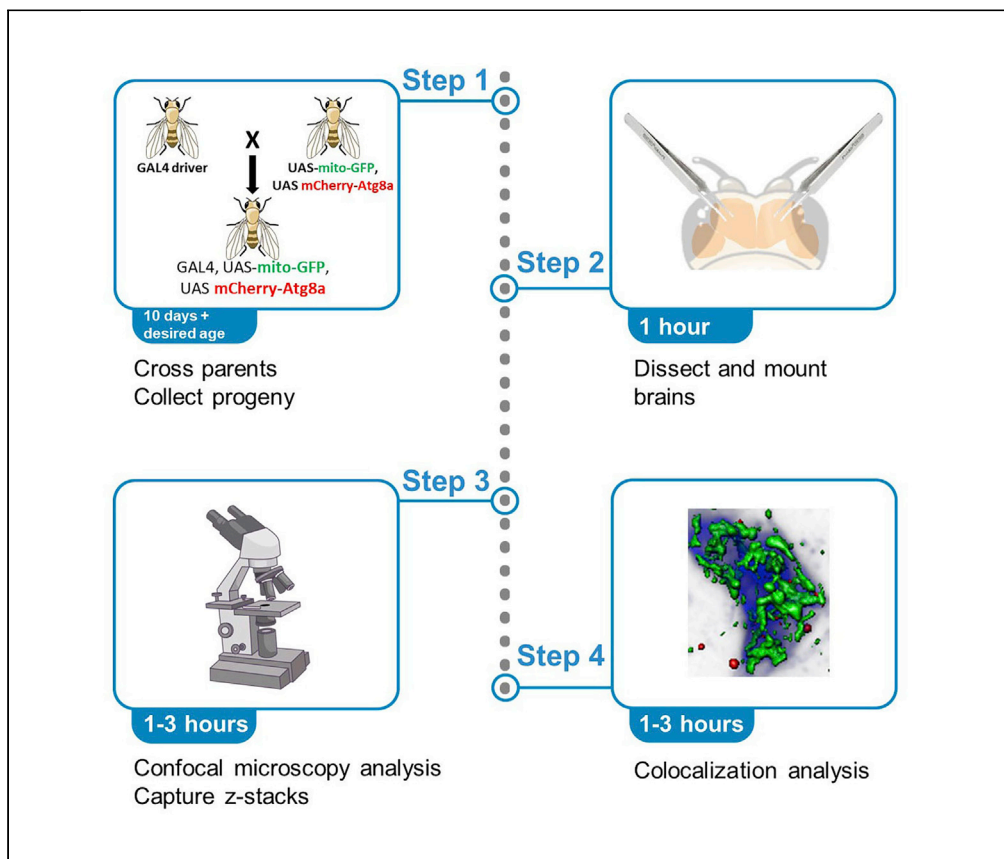 Step 1
GAL4 driver
X
UAS-mito-GFP,
UAS mCherry-Atg8a
GAL4, UAS-mito-GFP,
UAS mCherry-Atg8a
10 days +
desired age
Cross parents
Collect progeny
Step 2
1 hour
Dissect and mount
brains
Step 3
1-3 hours
Confocal microscopy analysis
Capture z-stacks
Step 4
1-3 hours
Colocalization analysis